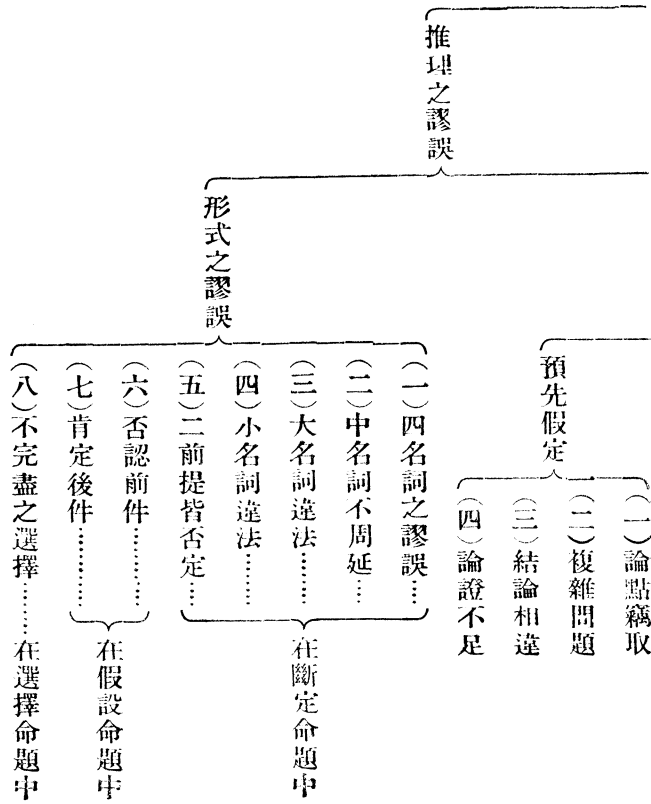 推理之謬誤
預先假定
(一)論點竊取
(二)複雜問題
(三)結論相違
(四)論證不足
形式之謬誤
(一)四名詞之謬誤…
(二)中名詞不周延…
(三)大名詞違法……
(四)小名詞違法……
(五)二前提皆否定…
在斷定命題中
(六)否認前件………
(七)肯定後件………
在假設命題中
(八)不完盡之選擇……在選擇命題中